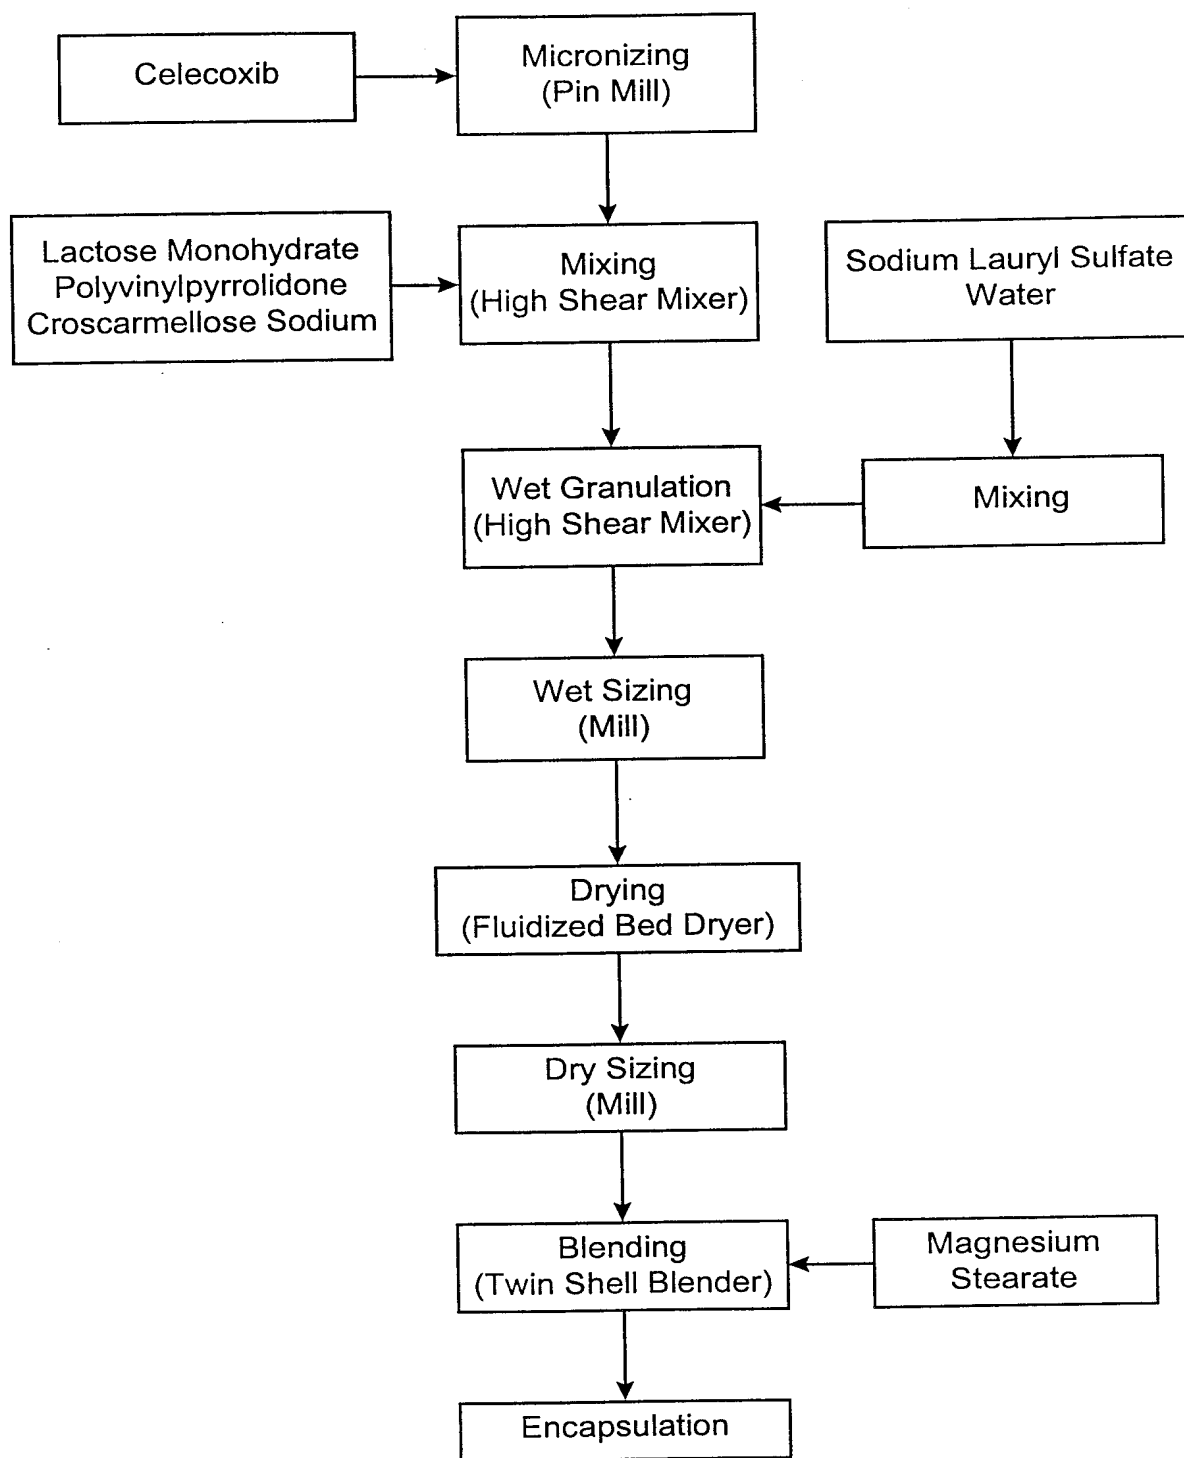 Celecoxib
Micronizing
(Pin Mill)
Lactose Monohydrate
Polyvinylpyrrolidone
Croscarmellose Sodium
Mixing
(High Shear Mixer)
Sodium Lauryl Sulfate
Water
Wet Granulation
(High Shear Mixer)
Mixing
Wet Sizing
(Mill)
Drying
(Fluidized Bed Dryer)
Dry Sizing
(Mill)
Blending
(Twin Shell Blender)
Magnesium
Stearate
Encapsulation